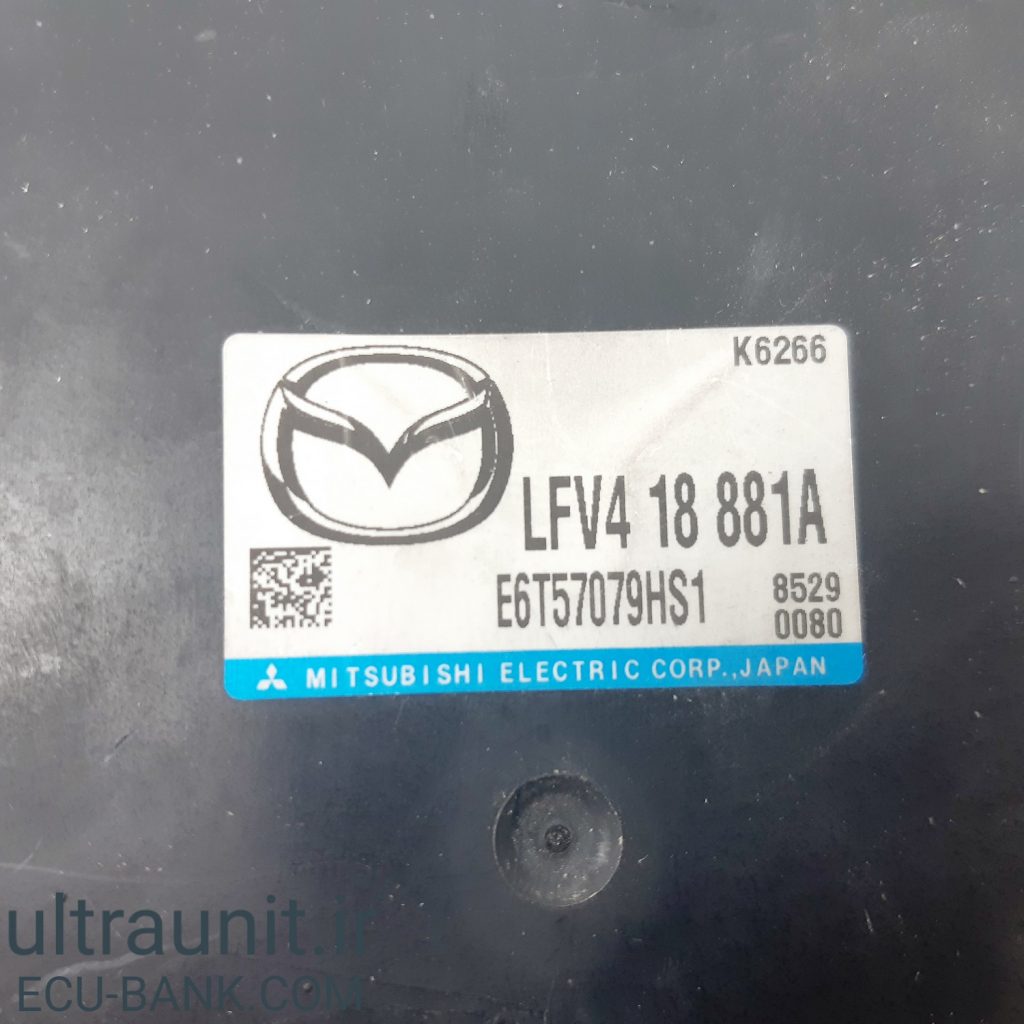 K6266
LFV4 18 881A
E6T57079HS1 8529
0080
MITSUBISHI ELECTRIC CORP.,JAPAN
ultraunit.ir
ECU-BANK.COM